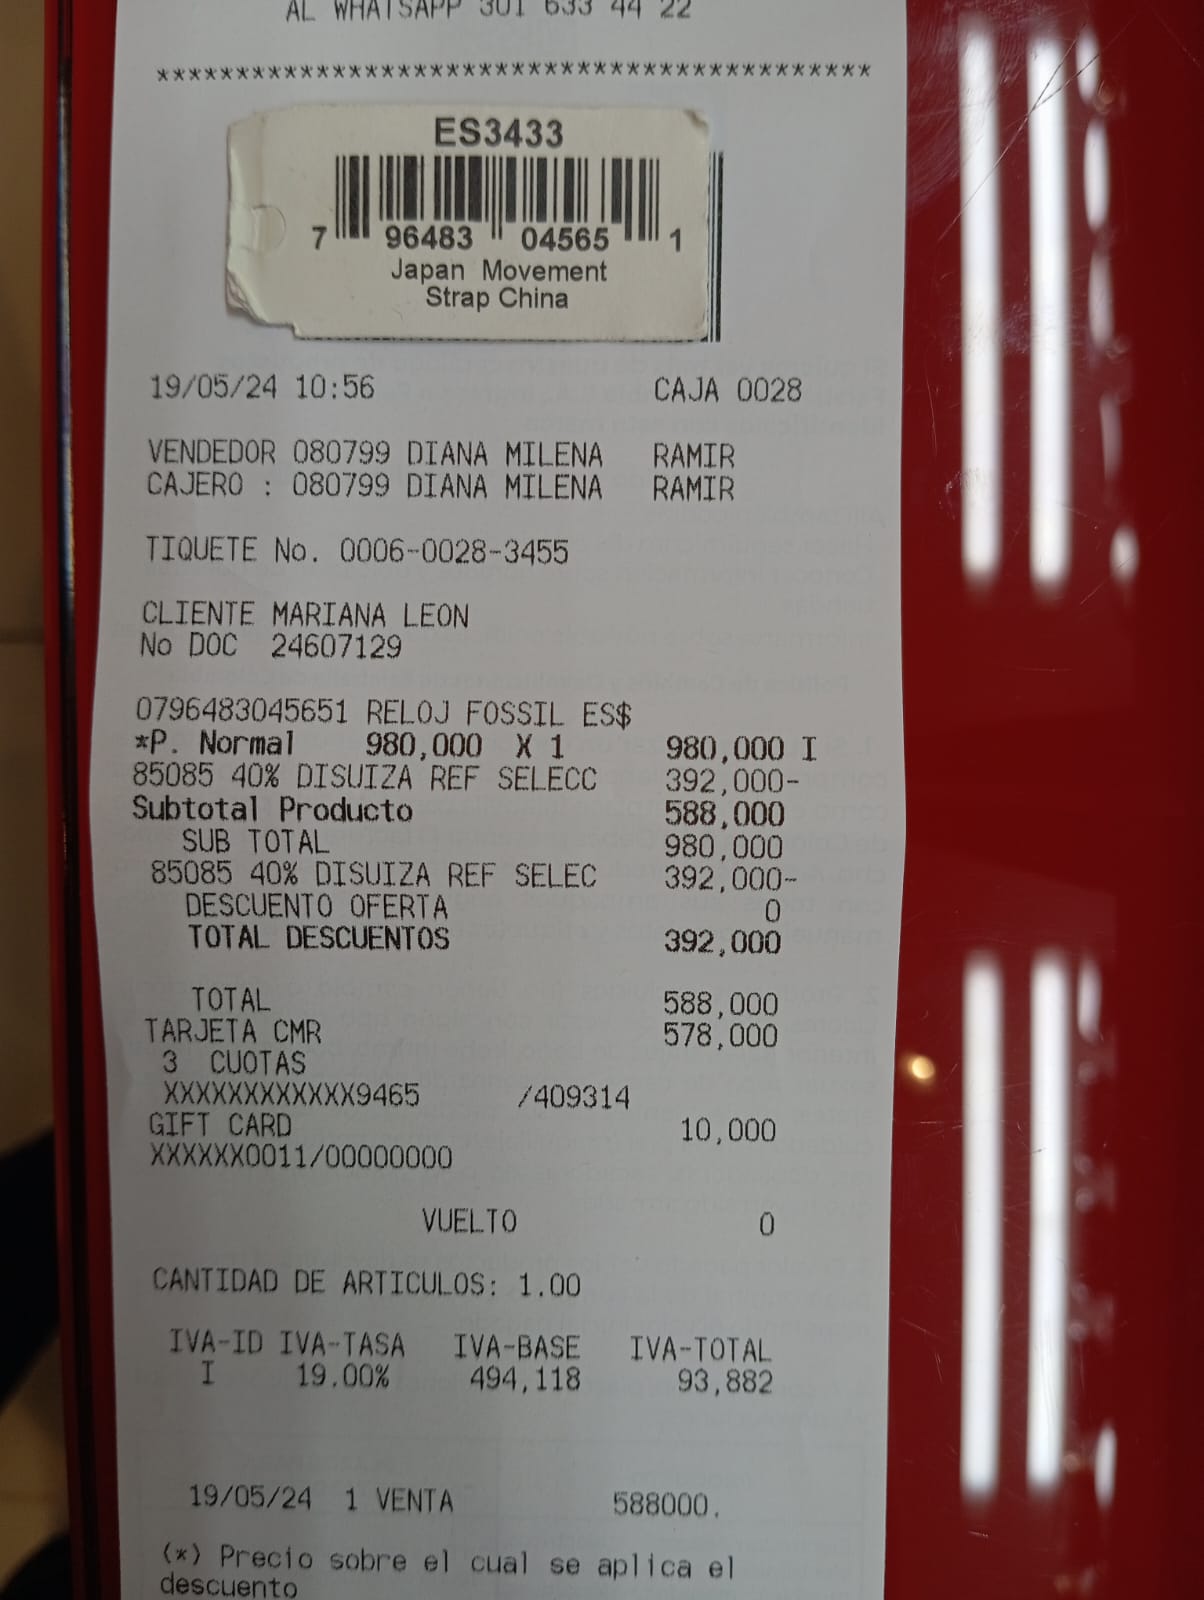 AL WHATSAPP 301 633 44 22
********************************************
ES3433
7 96483 04565 1
Japan Movement
Strap China
19/05/24 10:56 CAJA 0028
VENDEDOR 080799 DIANA MILENA RAMIR
CAJERO : 080799 DIANA MILENA RAMIR
TIQUETE No. 0006-0028-3455
CLIENTE MARIANA LEON
No DOC 24607129
0796483045651 RELOJ FOSSIL ES$
*P. Normal 980,000 X 1 980,000 I
85085 40% DISUIZA REF SELECC 392,000-
Subtotal Producto 588,000
SUB TOTAL 980,000
85085 40% DISUIZA REF SELEC 392,000-
DESCUENTO OFERTA 0
TOTAL DESCUENTOS 392,000
TOTAL 588,000
TARJETA CMR 578,000
3 CUOTAS
XXXXXXXXXXXX9465 /409314
GIFT CARD 10,000
XXXXXX0011/00000000
VUELTO 0
CANTIDAD DE ARTICULOS: 1.00
IVA-ID IVA-TASA IVA-BASE IVA-TOTAL
I 19.00% 494,118 93,882
19/05/24 1 VENTA 588000.
(*) Precio sobre el cual se aplica el
descuento